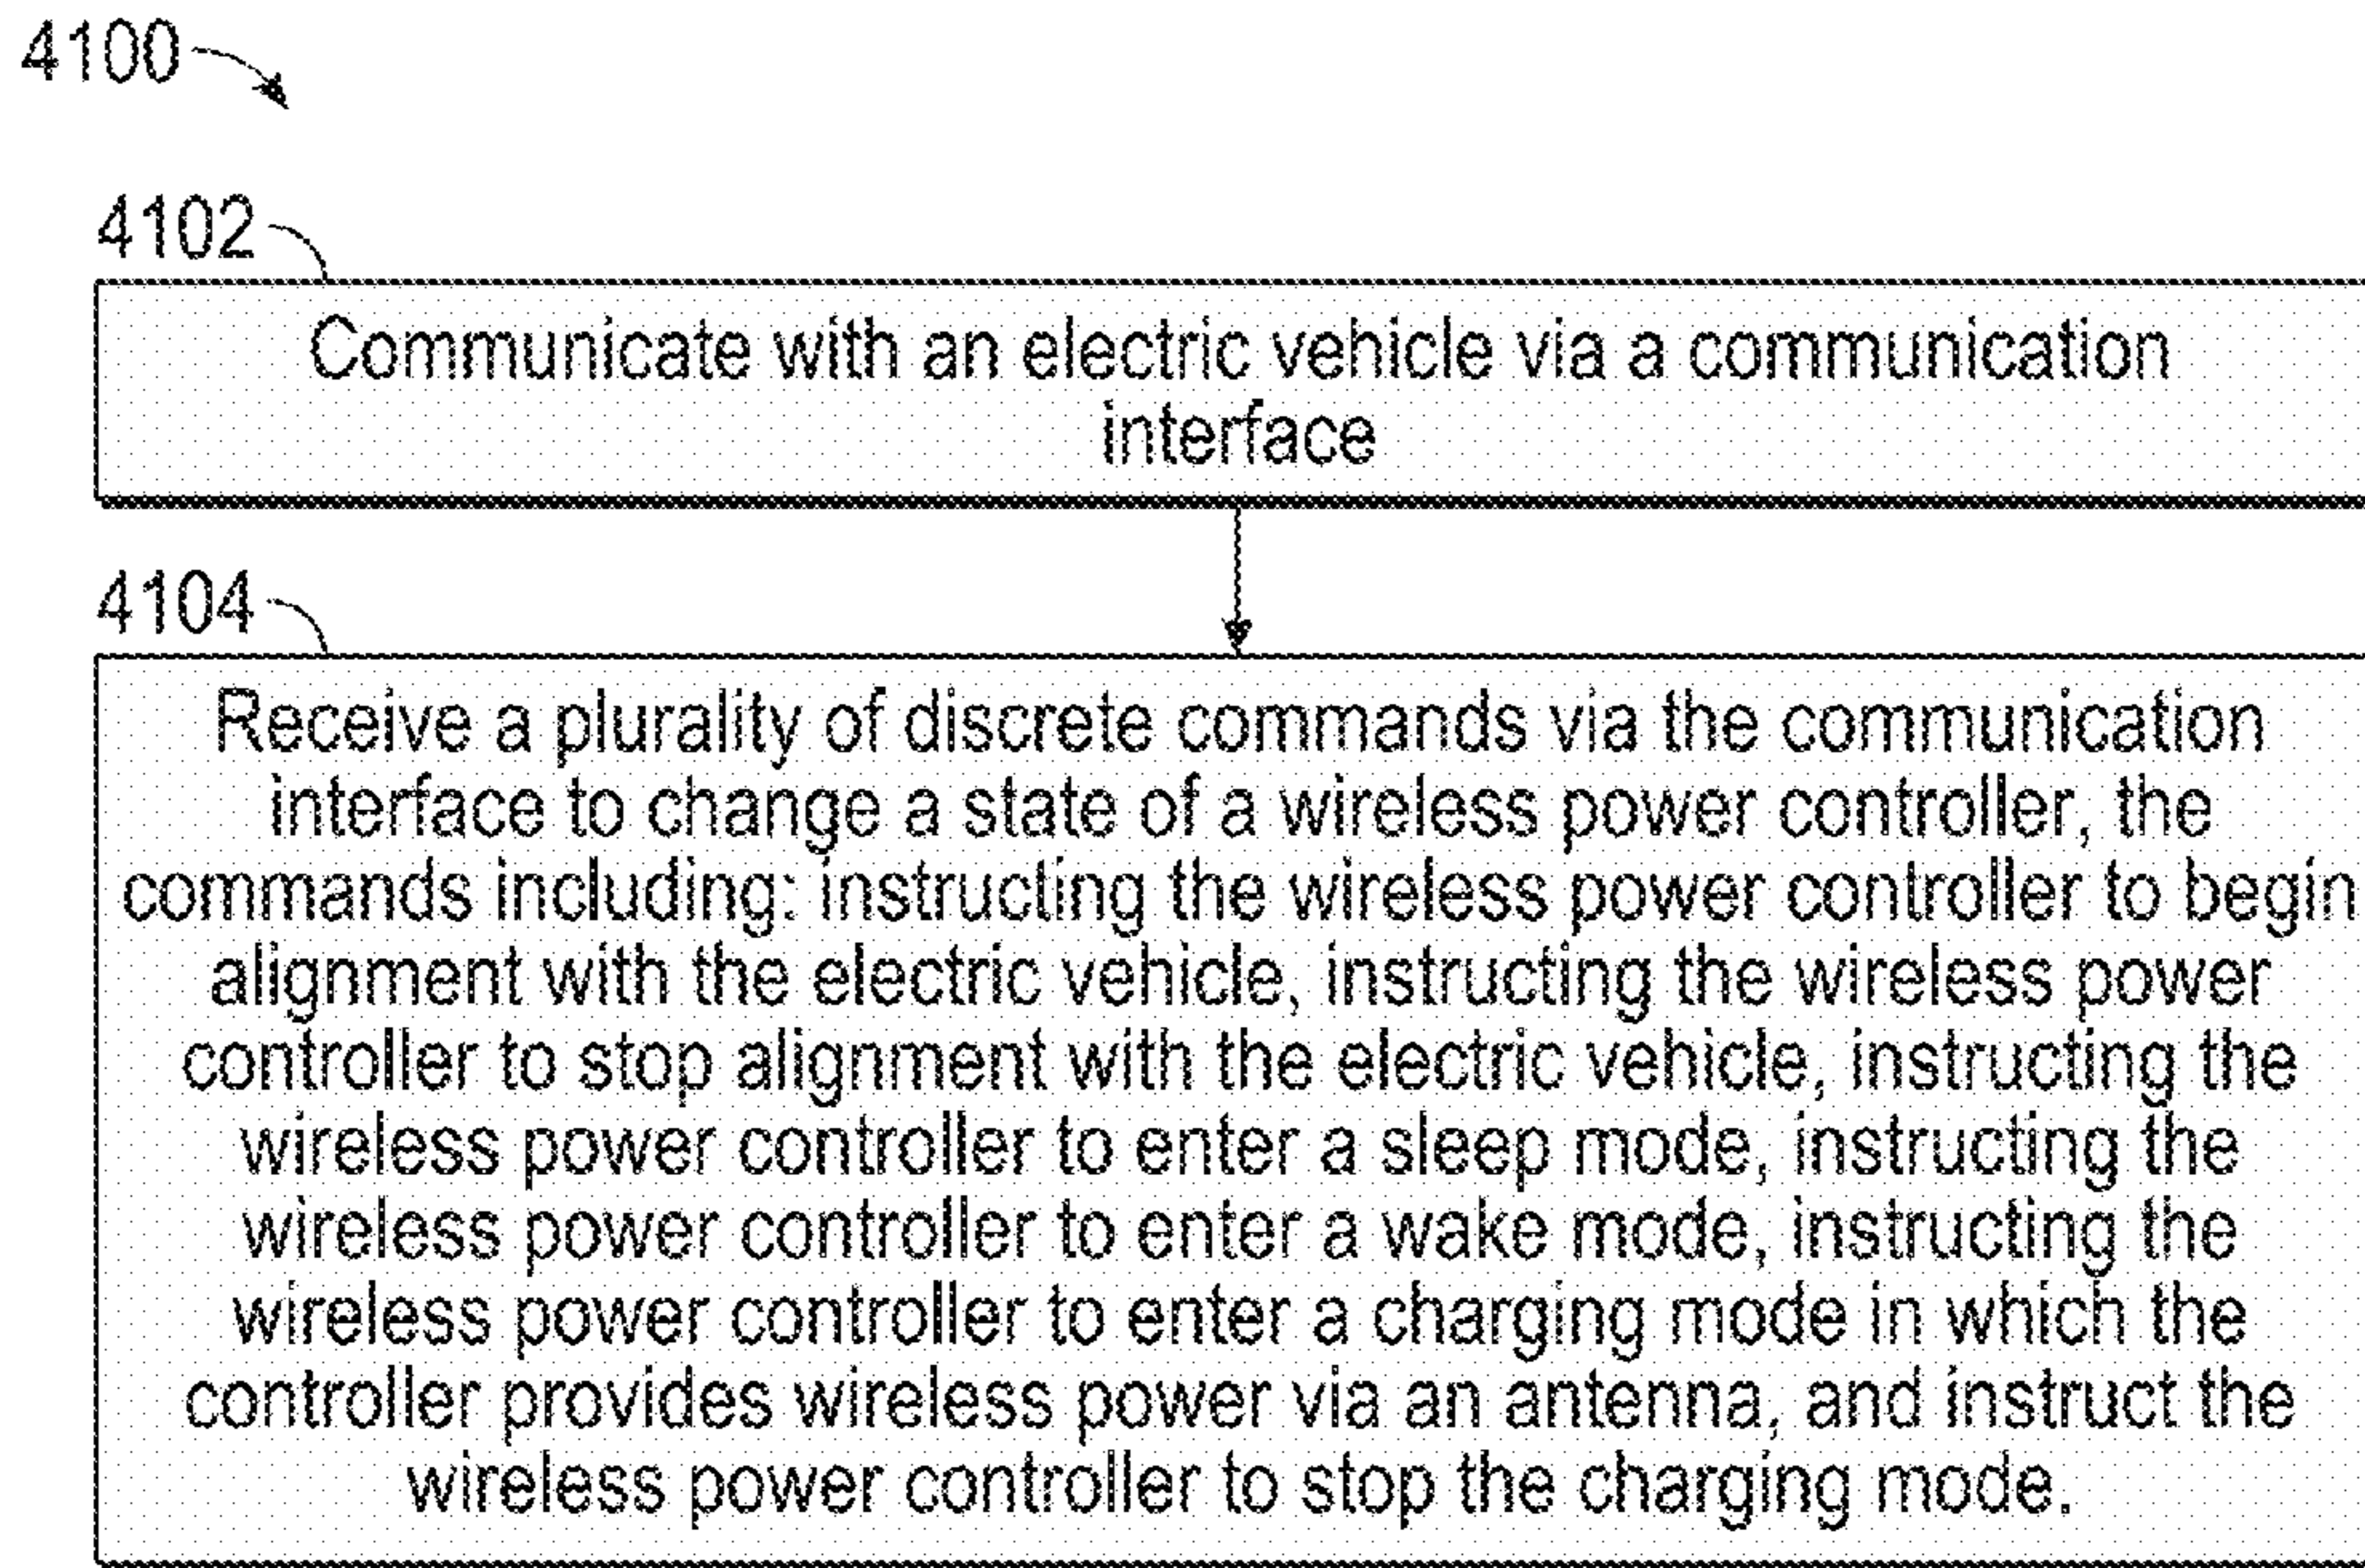 4100
4102
Communicate with an electric vehicle via a communication
interface
4104
Receive a plurality of discrete commands via the communication
interface to change a state of a wireless power controller, the
commands including: instructing the wireless power controller to begin
alignment with the electric vehicle, instructing the wireless power
controller to stop alignment with the electric vehicle, instructing the
wireless power controller to enter a sleep mode, instructing the
wireless power controller to enter a wake mode, instructing the
wireless power controller to enter a charging mode in which the
controller provides wireless power via an antenna, and instruct the
wireless power controller to stop the charging mode.